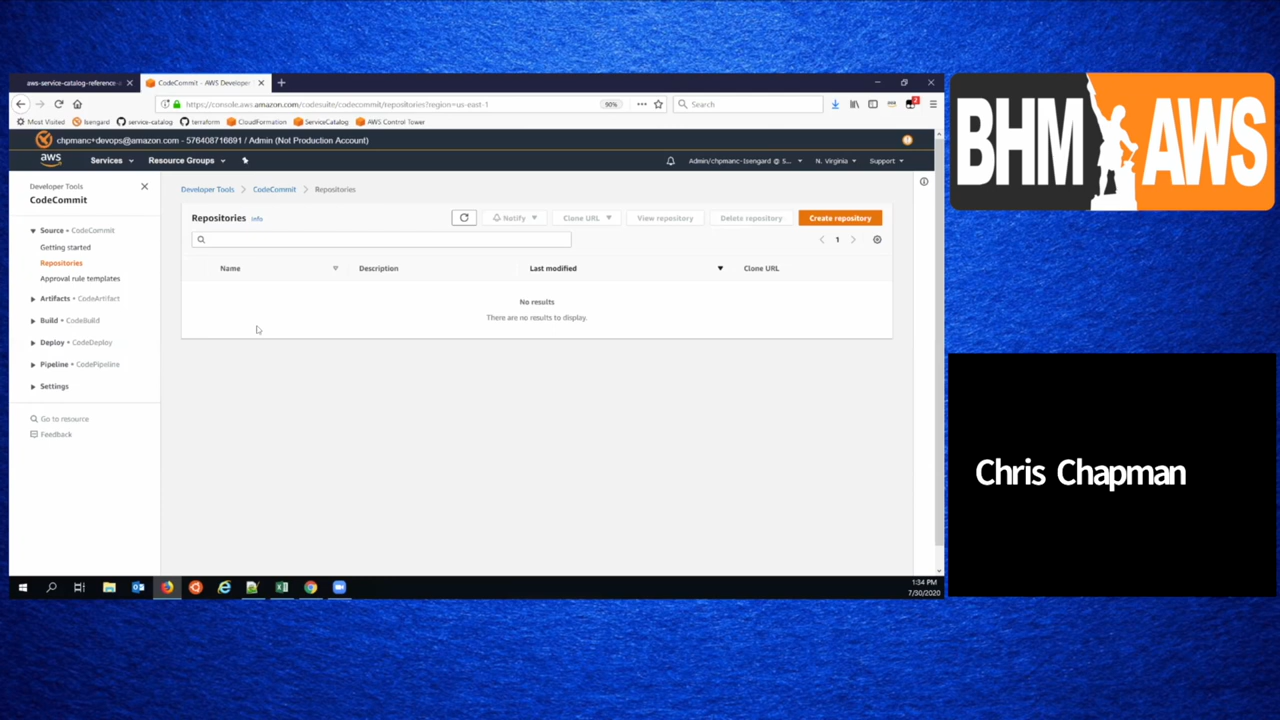 aws-service-catalog-reference-a
CodeCommit - AWS Developer
https://console.aws.amazon.com/codesuite/codecommit/repositories?region=us-east-1
90%
Search
2
Most Visited
Isengard
service-catalog
terraform
CloudFormation
ServiceCatalog
AWS Control Tower
chpmanc+devops@amazon.com - 576408716691 / Admin (Not Production Account)
aws
Services
Resource Groups
Admin/chpmanc-Isengard @ 5...
N. Virginia
Support
Developer Tools
CodeCommit
Source • CodeCommit
Getting started
Repositories
Approval rule templates
Artifacts • CodeArtifact
Build • CodeBuild
Deploy • CodeDeploy
Pipeline • CodePipeline
Settings
Go to resource
Feedback
Developer Tools
CodeCommit
Repositories
Repositories
Info
Notify
Clone URL
View repository
Delete repository
Create repository
1
Name
Description
Last modified
Clone URL
No results
There are no results to display.
1:34 PM
7/30/2020
BHM AWS
Chris Chapman